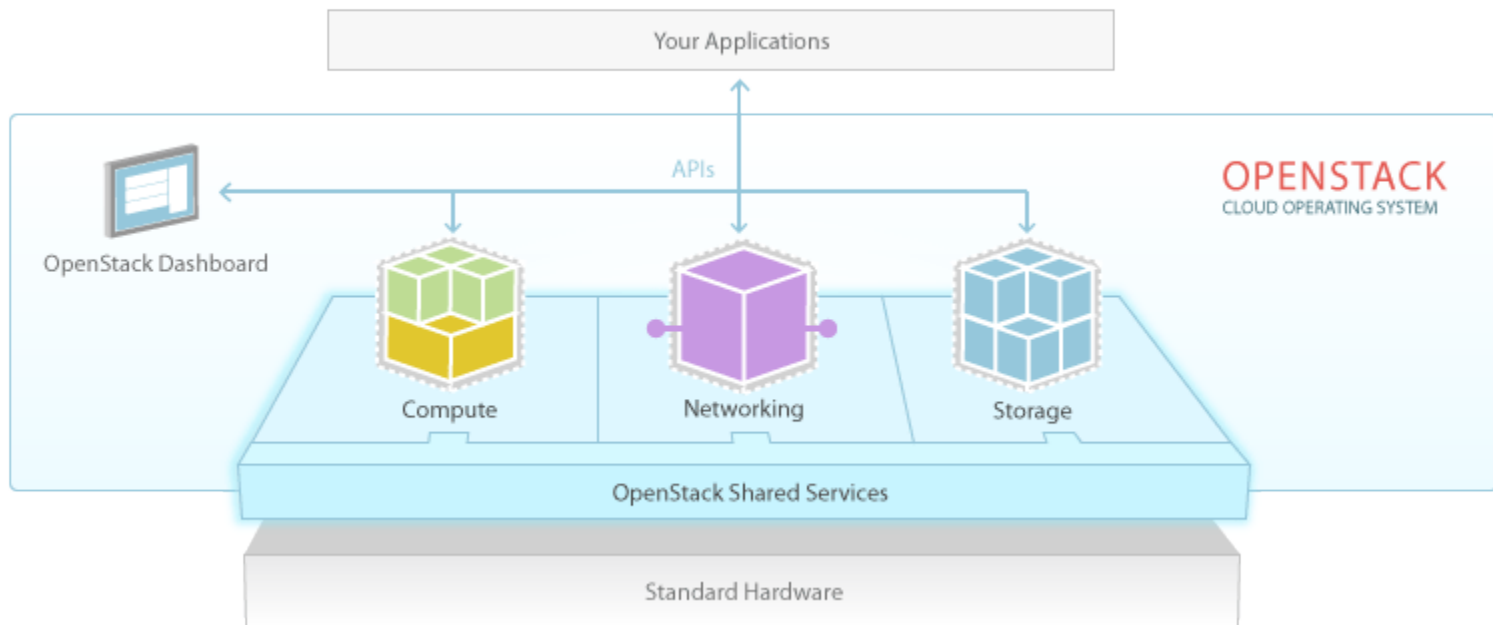 Your Applications
APIs
OPENSTACK
CLOUD OPERATING SYSTEM
OpenStack Dashboard
Compute
Networking
Storage
OpenStack Shared Services
Standard Hardware